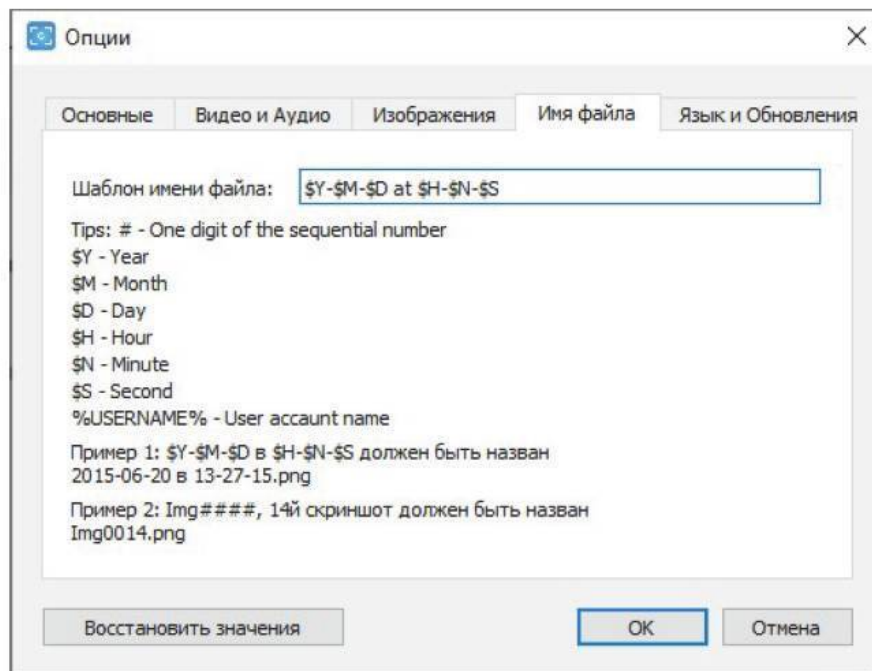 Опции
Основные
Видео и Аудио
Изображения
Имя файла
Язык и Обновления
Шаблон имени файла: $Y-$M-$D at $H-$N-$S
Tips: # - One digit of the sequential number
$Y - Year
$M - Month
$D - Day
$H - Hour
$N - Minute
$S - Second
%USERNAME% - User accaunt name
Пример 1: $Y-$M-$D в $H-$N-$S должен быть назван
2015-06-20 в 13-27-15.png
Пример 2: Img####, 14й скриншот должен быть назван
Img0014.png
Восстановить значения
OK
Отмена